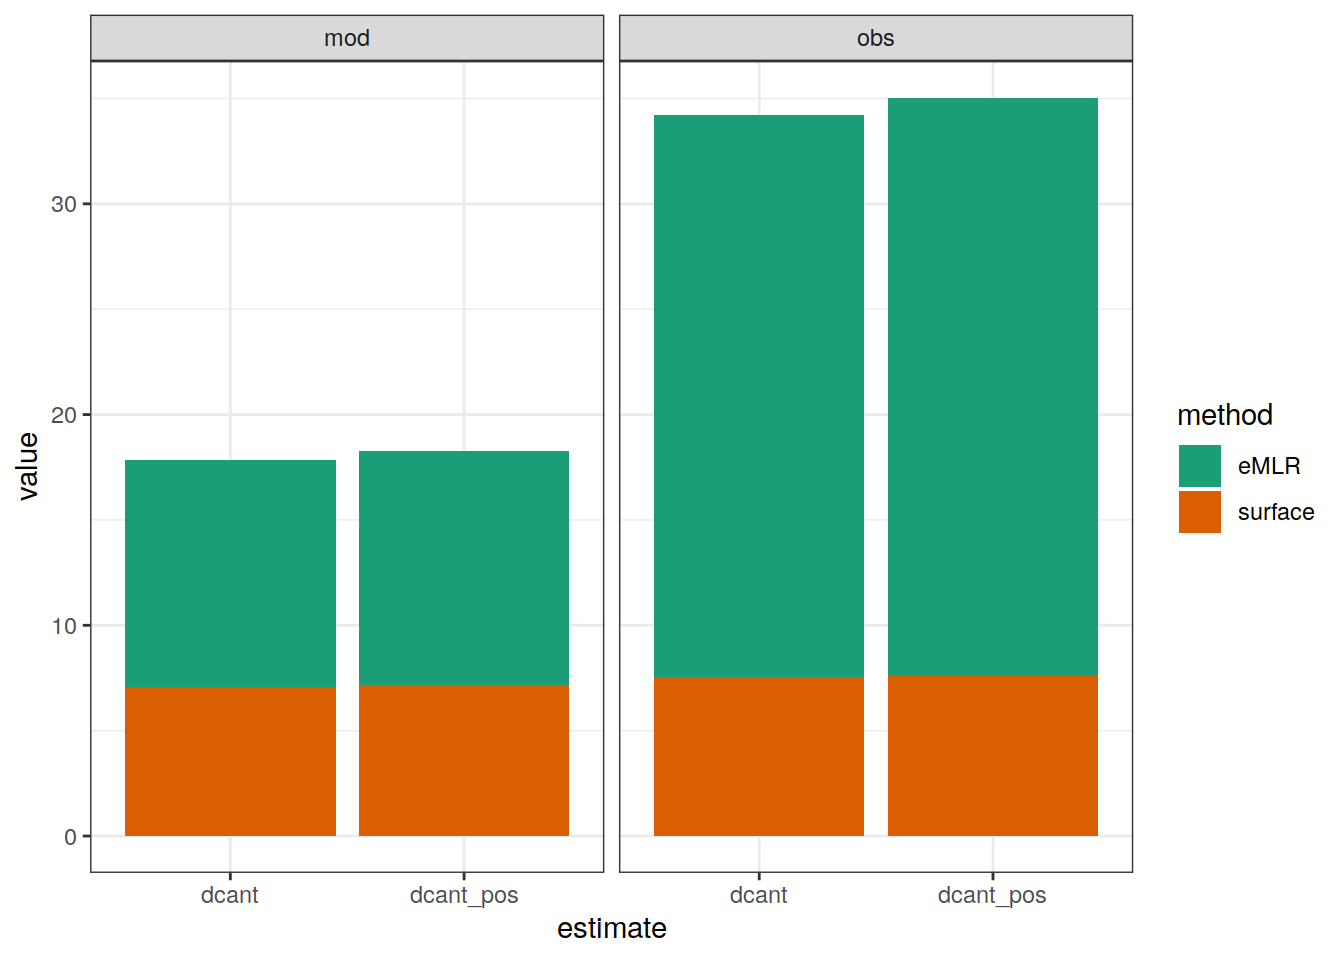 mod
obs
value
30
20
10
0
dcant
dcant_pos
dcant
dcant_pos
estimate
method
eMLR
surface